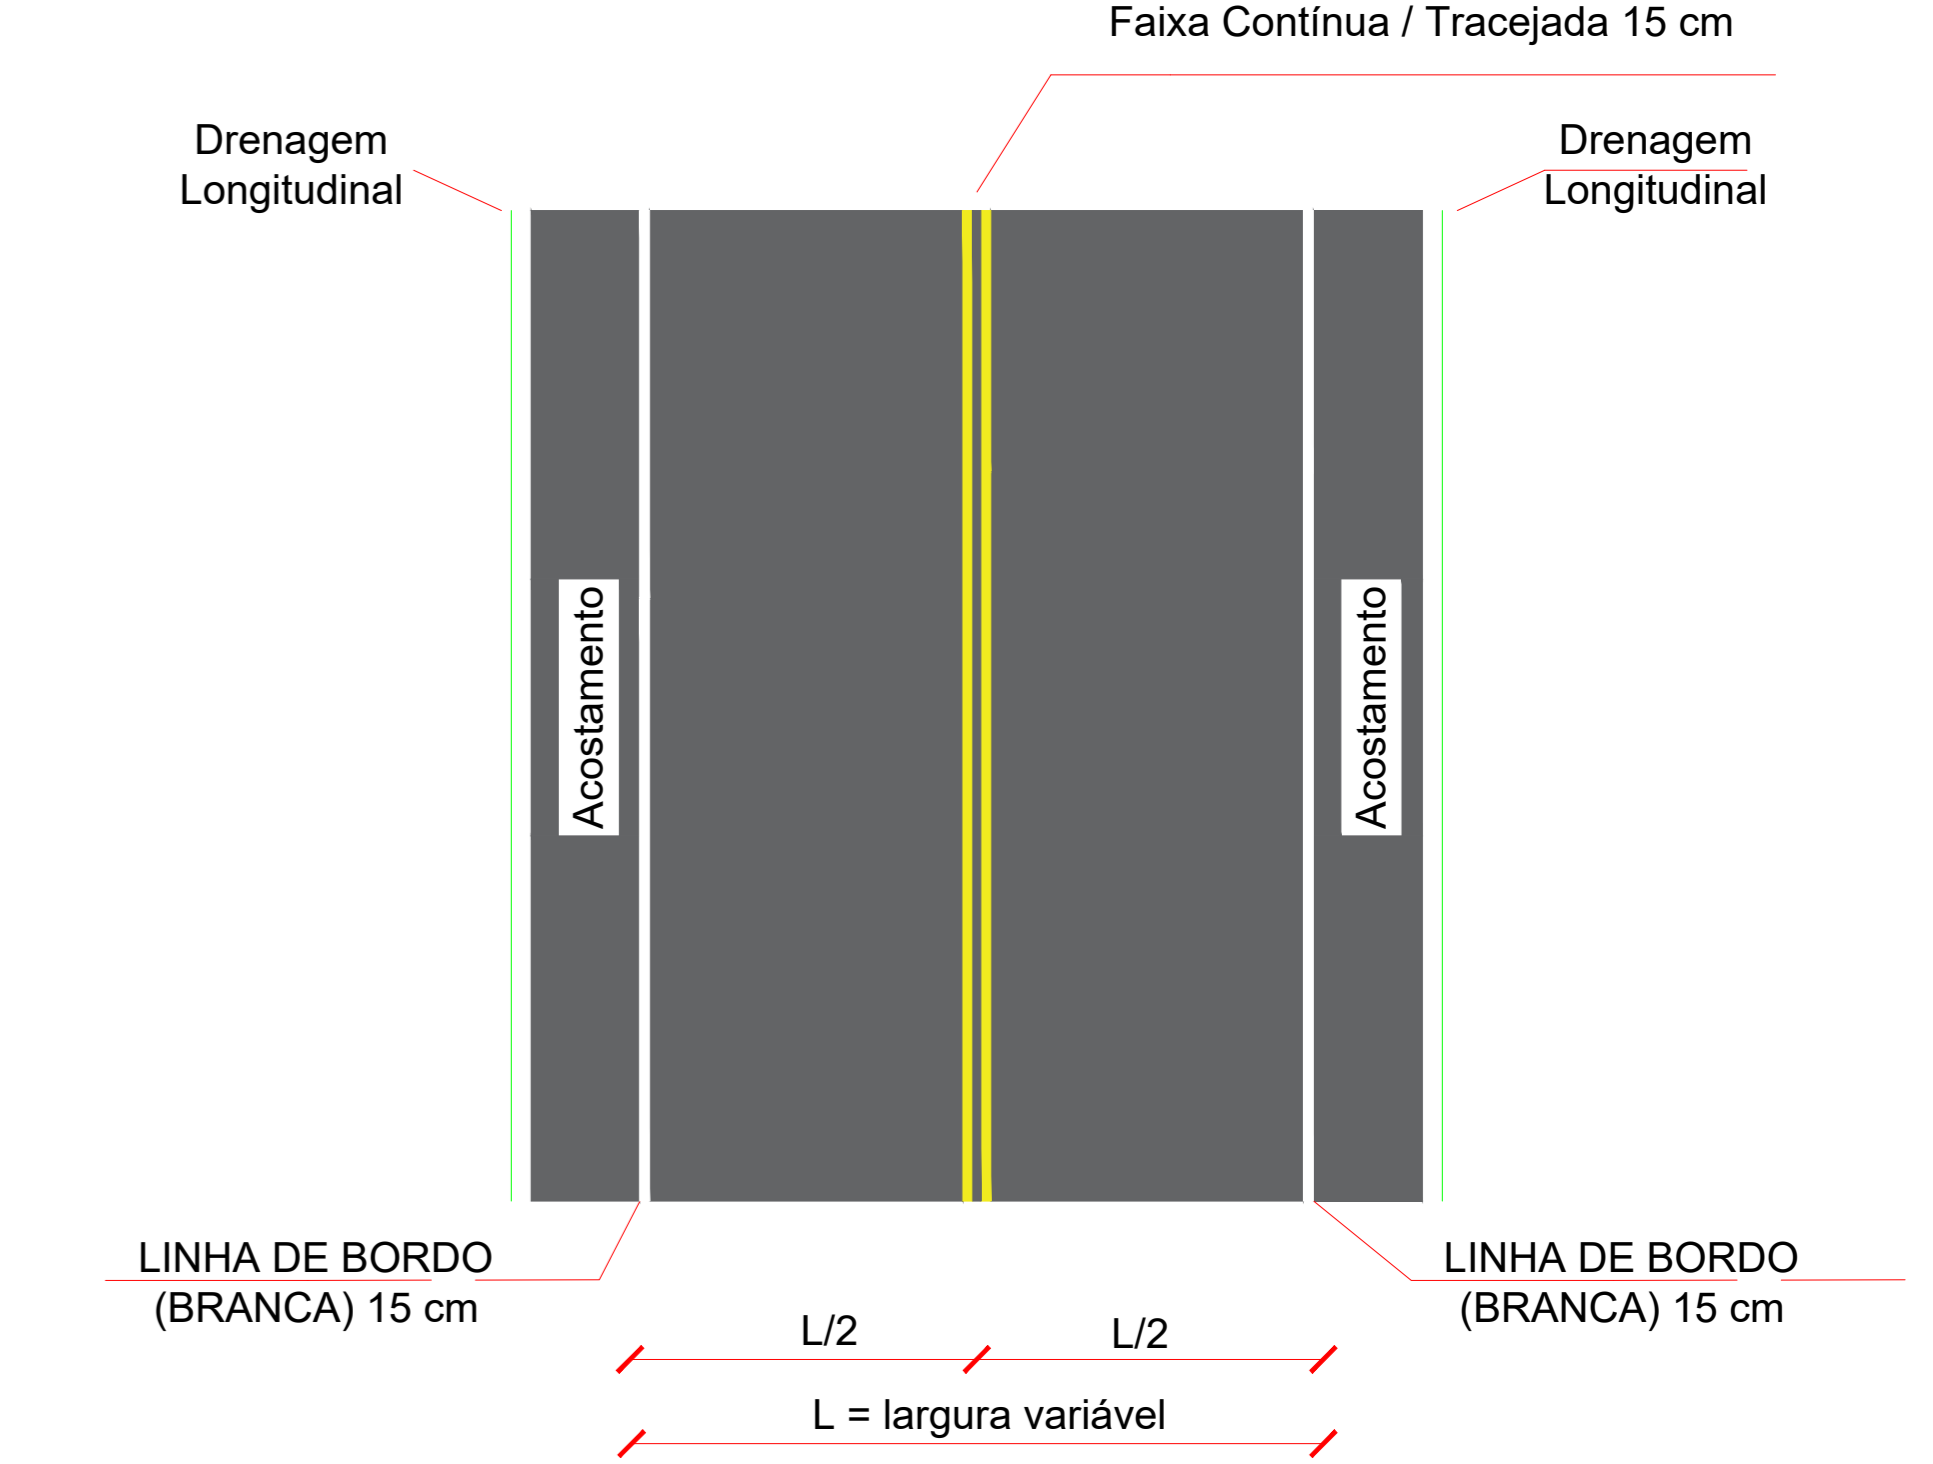 Faixa Contínua / Tracejada 15 cm
Drenagem
Longitudinal
Drenagem
Longitudinal
Acostamento
Acostamento
LINHA DE BORDO
(BRANCA) 15 cm
LINHA DE BORDO
(BRANCA) 15 cm
L/2
L/2
L = largura variável